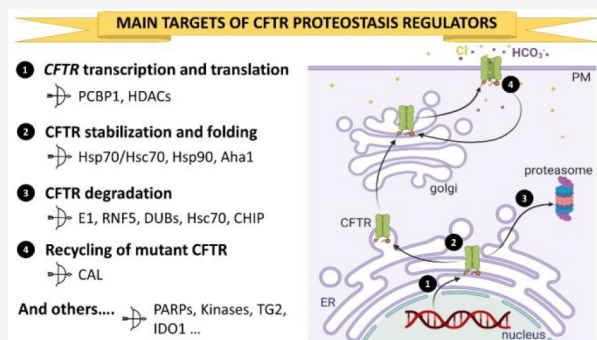 MAIN TARGETS OF CFTR PROTEOSTASIS REGULATORS
1 CFTR transcription and translation
PCBP1, HDACs
2 CFTR stabilization and folding
Hsp70/Hsc70, Hsp90, Aha1
3 CFTR degradation
E1, RNF5, DUBs, Hsc70, CHIP
4 Recycling of mutant CFTR
CAL
And others.... PARPs, Kinases, TG2,
IDO1 ...
Cl⁻ HCO₃⁻
PM
4
golgi
proteasome
3
CFTR
2
1
ER
nucleus